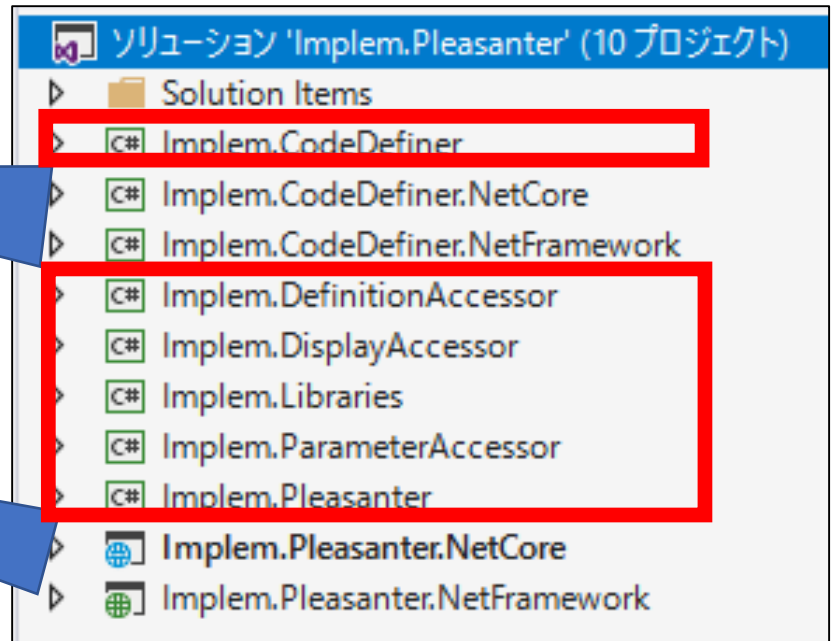 ソリューション 'Implem.Pleasanter' (10 プロジェクト)
Solution Items
C# Implem.CodeDefiner
C# Implem.CodeDefiner.NetCore
C# Implem.CodeDefiner.NetFramework
C# Implem.DefinitionAccessor
C# Implem.DisplayAccessor
C# Implem.Libraries
C# Implem.ParameterAccessor
C# Implem.Pleasanter
Implem.Pleasanter.NetCore
Implem.Pleasanter.NetFramework